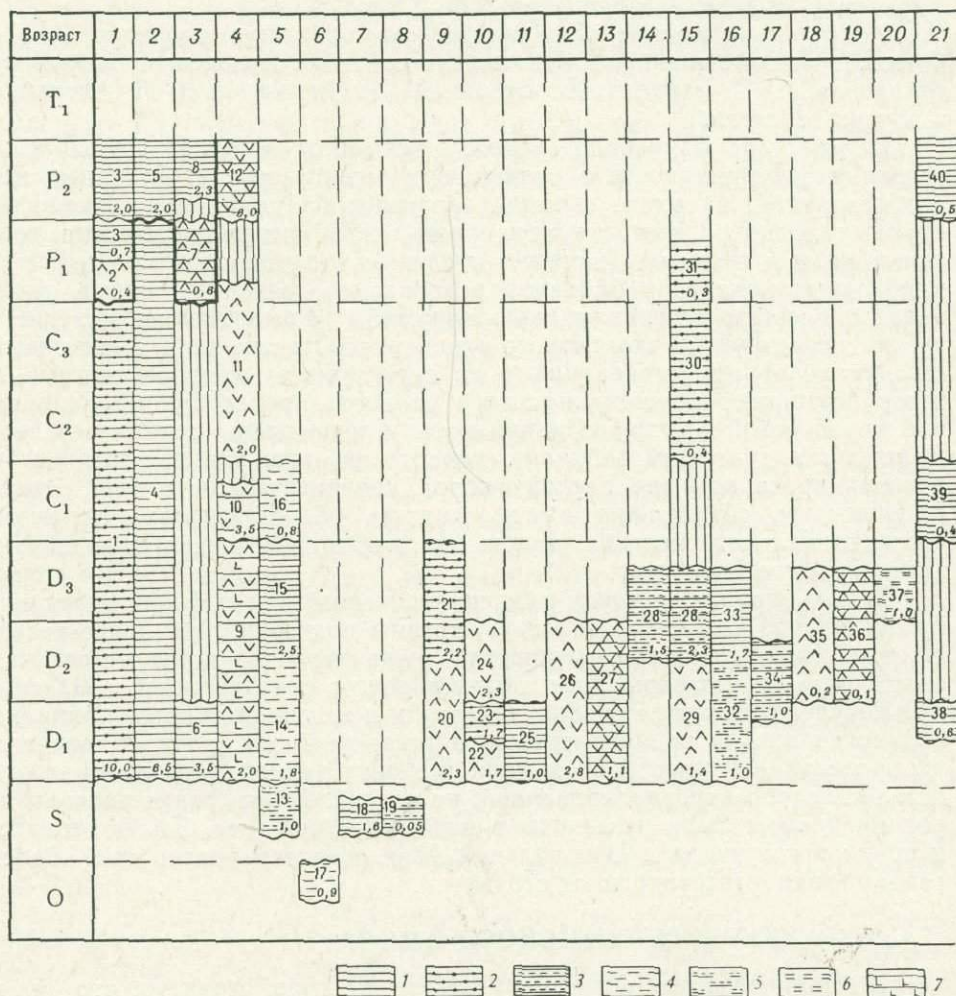 Возраст 1 2 3 4 5 6 7 8 9 10 11 12 13 14 15 16 17 18 19 20 21
T₁
P₂ 3 5 8 12 40
2,0 2,0 2,3 6,0 0,5
P₁ 3 7 31
0,7
2 0,4 0,6 0,3
C₃ 11 30
C₂ 2,0 0,4
C₁ 4 10 16 39
3,5 0,8 0,4
1
D₃ 15 21 28 28 33 37
9 2,5 2,2 1,5 2,3 1,7 1,0
D₂ 24 26 27 34 35 36
14 20 2,3 29 1,0 0,2 0,1
D₁ 6 23 1,7 25 32 38
22 0,6
10,0 6,5 3,5 2,0 1,8 2,3 1,7 1,0 2,8 1,1 1,4 1,0
S 13 18 19
1,0 1,6 0,05
O 17
0,9
1 2 3 4 5 6 7